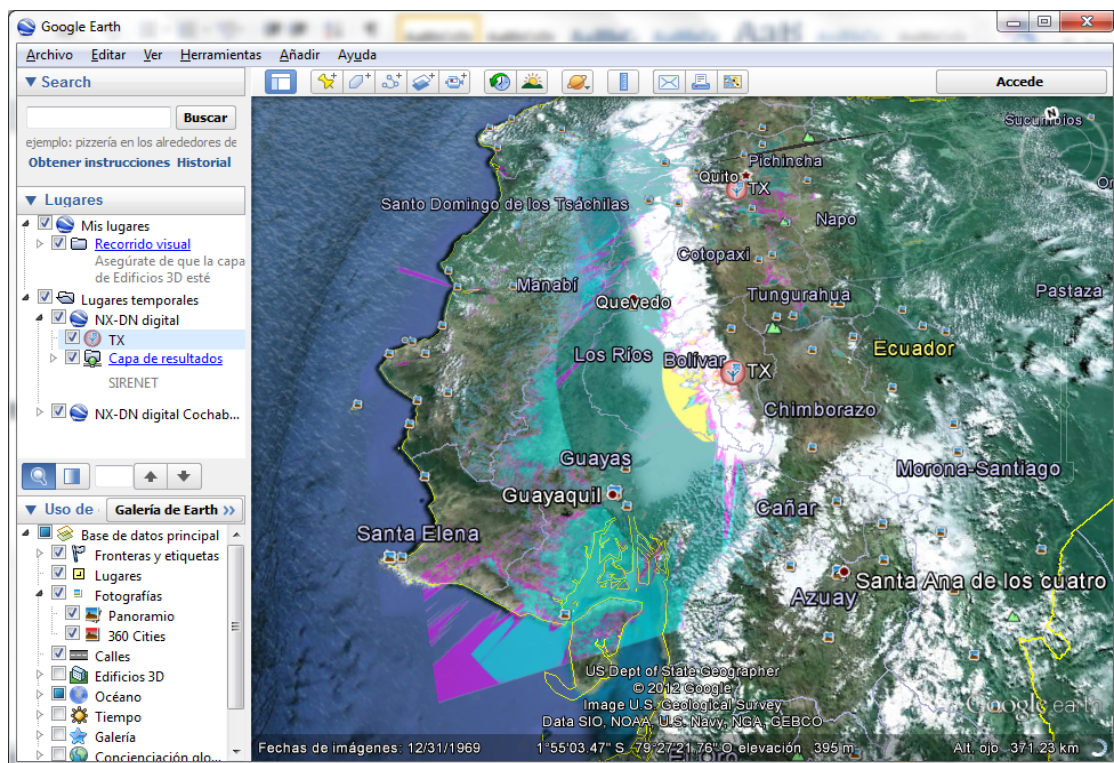 Google Earth
Archivo Editar Ver Herramientas Añadir Ayuda
Search
Accede
Buscar
ejemplo: pizzería en los alrededores de
Obtener instrucciones Historial
Lugares
Mis lugares
Recorrido visual
Asegúrate de que la capa
de Edificios 3D esté
Lugares temporales
NX-DN digital
TX
Capa de resultados
SIRENET
NX-DN digital Cochab...
Uso de Galería de Earth >>
Base de datos principal
Fronteras y etiquetas
Lugares
Fotografías
Panoramio
360 Cities
Calles
Edificios 3D
Océano
Tiempo
Galería
Concienciación glo...
N
Sucumbíos
Pichincha
Quito
TX
Santo Domingo de los Tsáchilas
Napo
Cotopaxi
Manabí
Quevedo
Tungurahua
Pastaza
Los Ríos
Bolívar
TX
Ecuador
Chimborazo
Guayas
Morona-Santiago
Guayaquil
Cañar
Santa Elena
Santa Ana de los cuatro
Azuay
US Dept of State Geographer
© 2012 Google
Image U.S. Geological Survey
Data SIO, NOAA, U.S. Navy, NGA, GEBCO
Google earth
El Oro
Fechas de imágenes: 12/31/1969 1°55'03.47" S 79°27'21.76" O elevación 395 m Alt. ojo 371.23 km